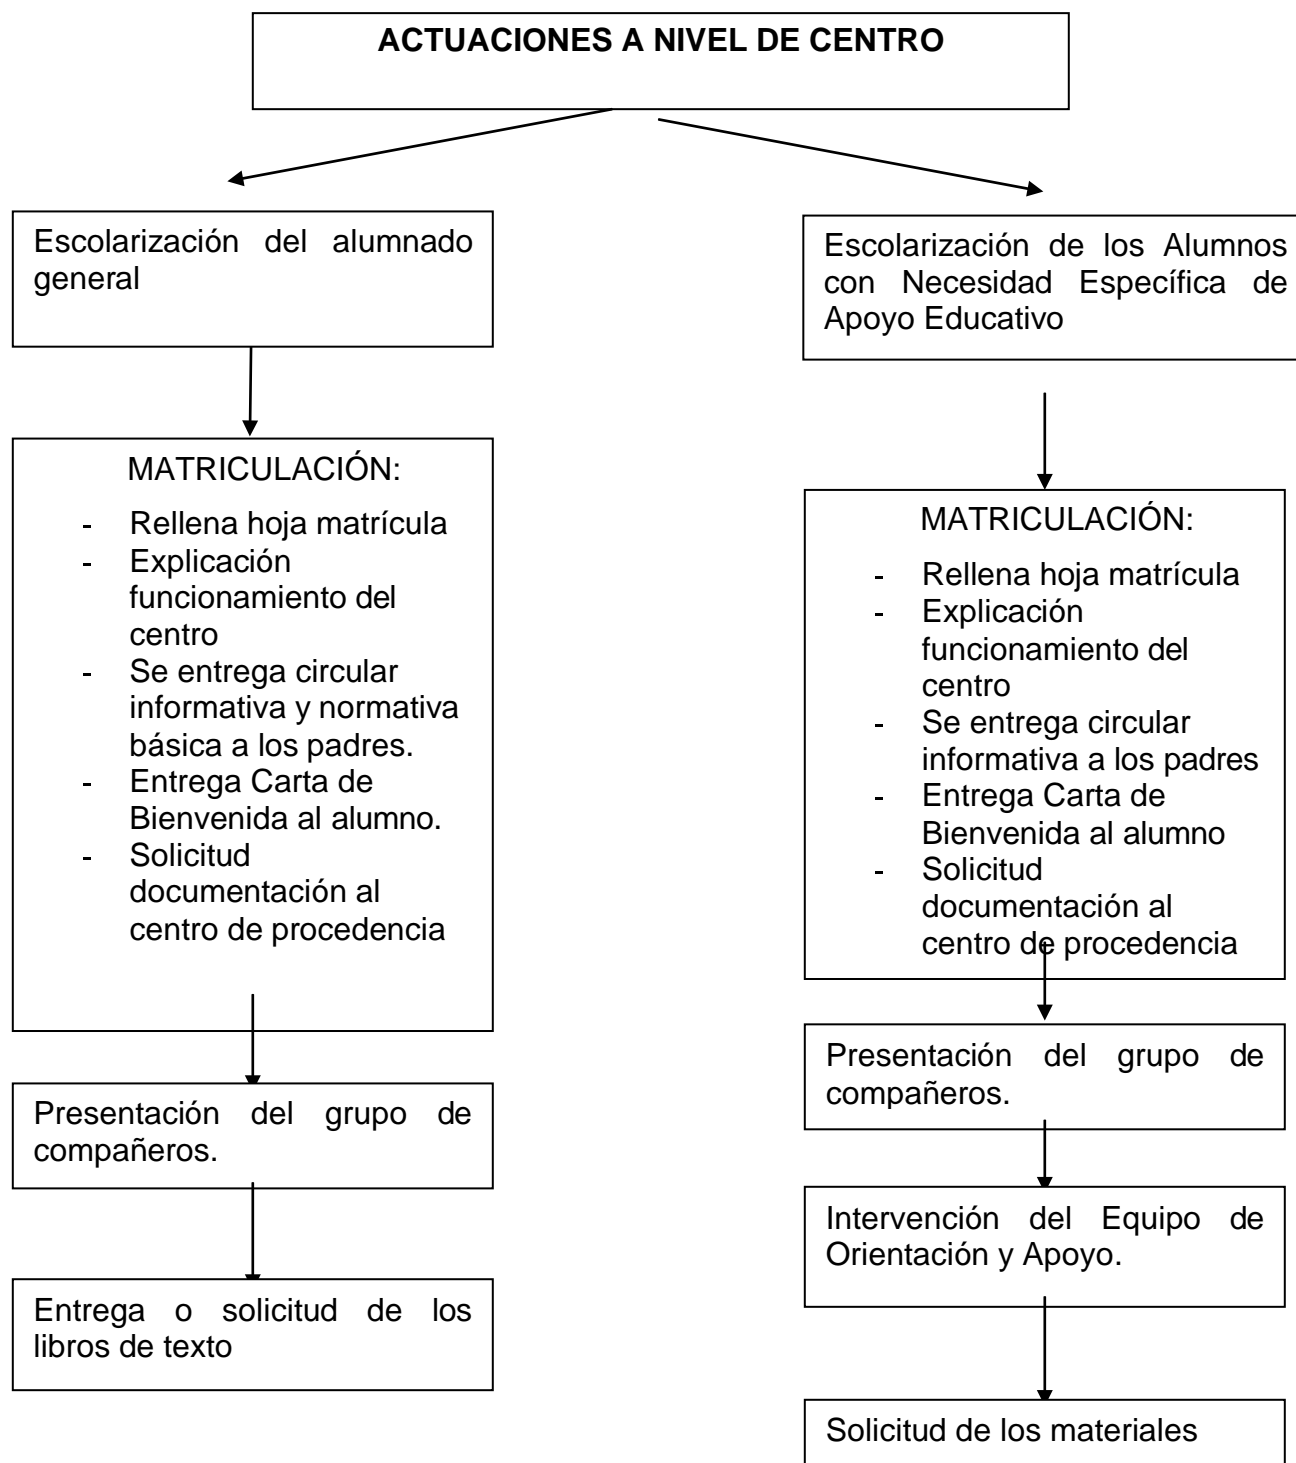 ACTUACIONES A NIVEL DE CENTRO
Escolarización del alumnado
general
MATRICULACIÓN:
- Rellena hoja matrícula
- Explicación
funcionamiento del
centro
- Se entrega circular
informativa y normativa
básica a los padres.
- Entrega Carta de
Bienvenida al alumno.
- Solicitud
documentación al
centro de procedencia
Presentación del grupo de
compañeros.
Entrega o solicitud de los
libros de texto
Escolarización de los Alumnos
con Necesidad Específica de
Apoyo Educativo
MATRICULACIÓN:
- Rellena hoja matrícula
- Explicación
funcionamiento del
centro
- Se entrega circular
informativa a los padres
- Entrega Carta de
Bienvenida al alumno
- Solicitud
documentación al
centro de procedencia
Presentación del grupo de
compañeros.
Intervención del Equipo de
Orientación y Apoyo.
Solicitud de los materiales